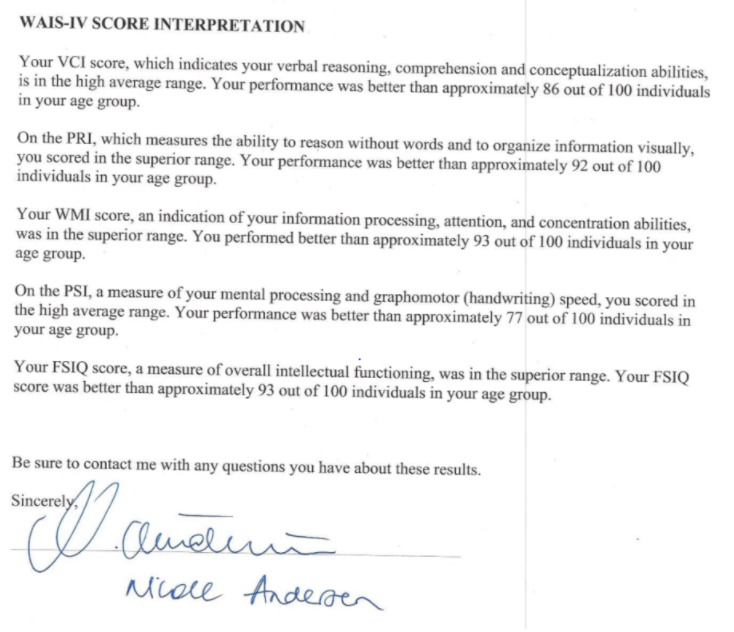 WAIS-IV SCORE INTERPRETATION
Your VCI score, which indicates your verbal reasoning, comprehension and conceptualization abilities,
is in the high average range. Your performance was better than approximately 86 out of 100 individuals
in your age group.
On the PRI, which measures the ability to reason without words and to organize information visually,
you scored in the superior range. Your performance was better than approximately 92 out of 100
individuals in your age group.
Your WMI score, an indication of your information processing, attention, and concentration abilities,
was in the superior range. You performed better than approximately 93 out of 100 individuals in your
age group.
On the PSI, a measure of your mental processing and graphomotor (handwriting) speed, you scored in
the high average range. Your performance was better than approximately 77 out of 100 individuals in
your age group.
Your FSIQ score, a measure of overall intellectual functioning, was in the superior range. Your FSIQ
score was better than approximately 93 out of 100 individuals in your age group.
Be sure to contact me with any questions you have about these results.
Sincerely,
Nicole Andersen